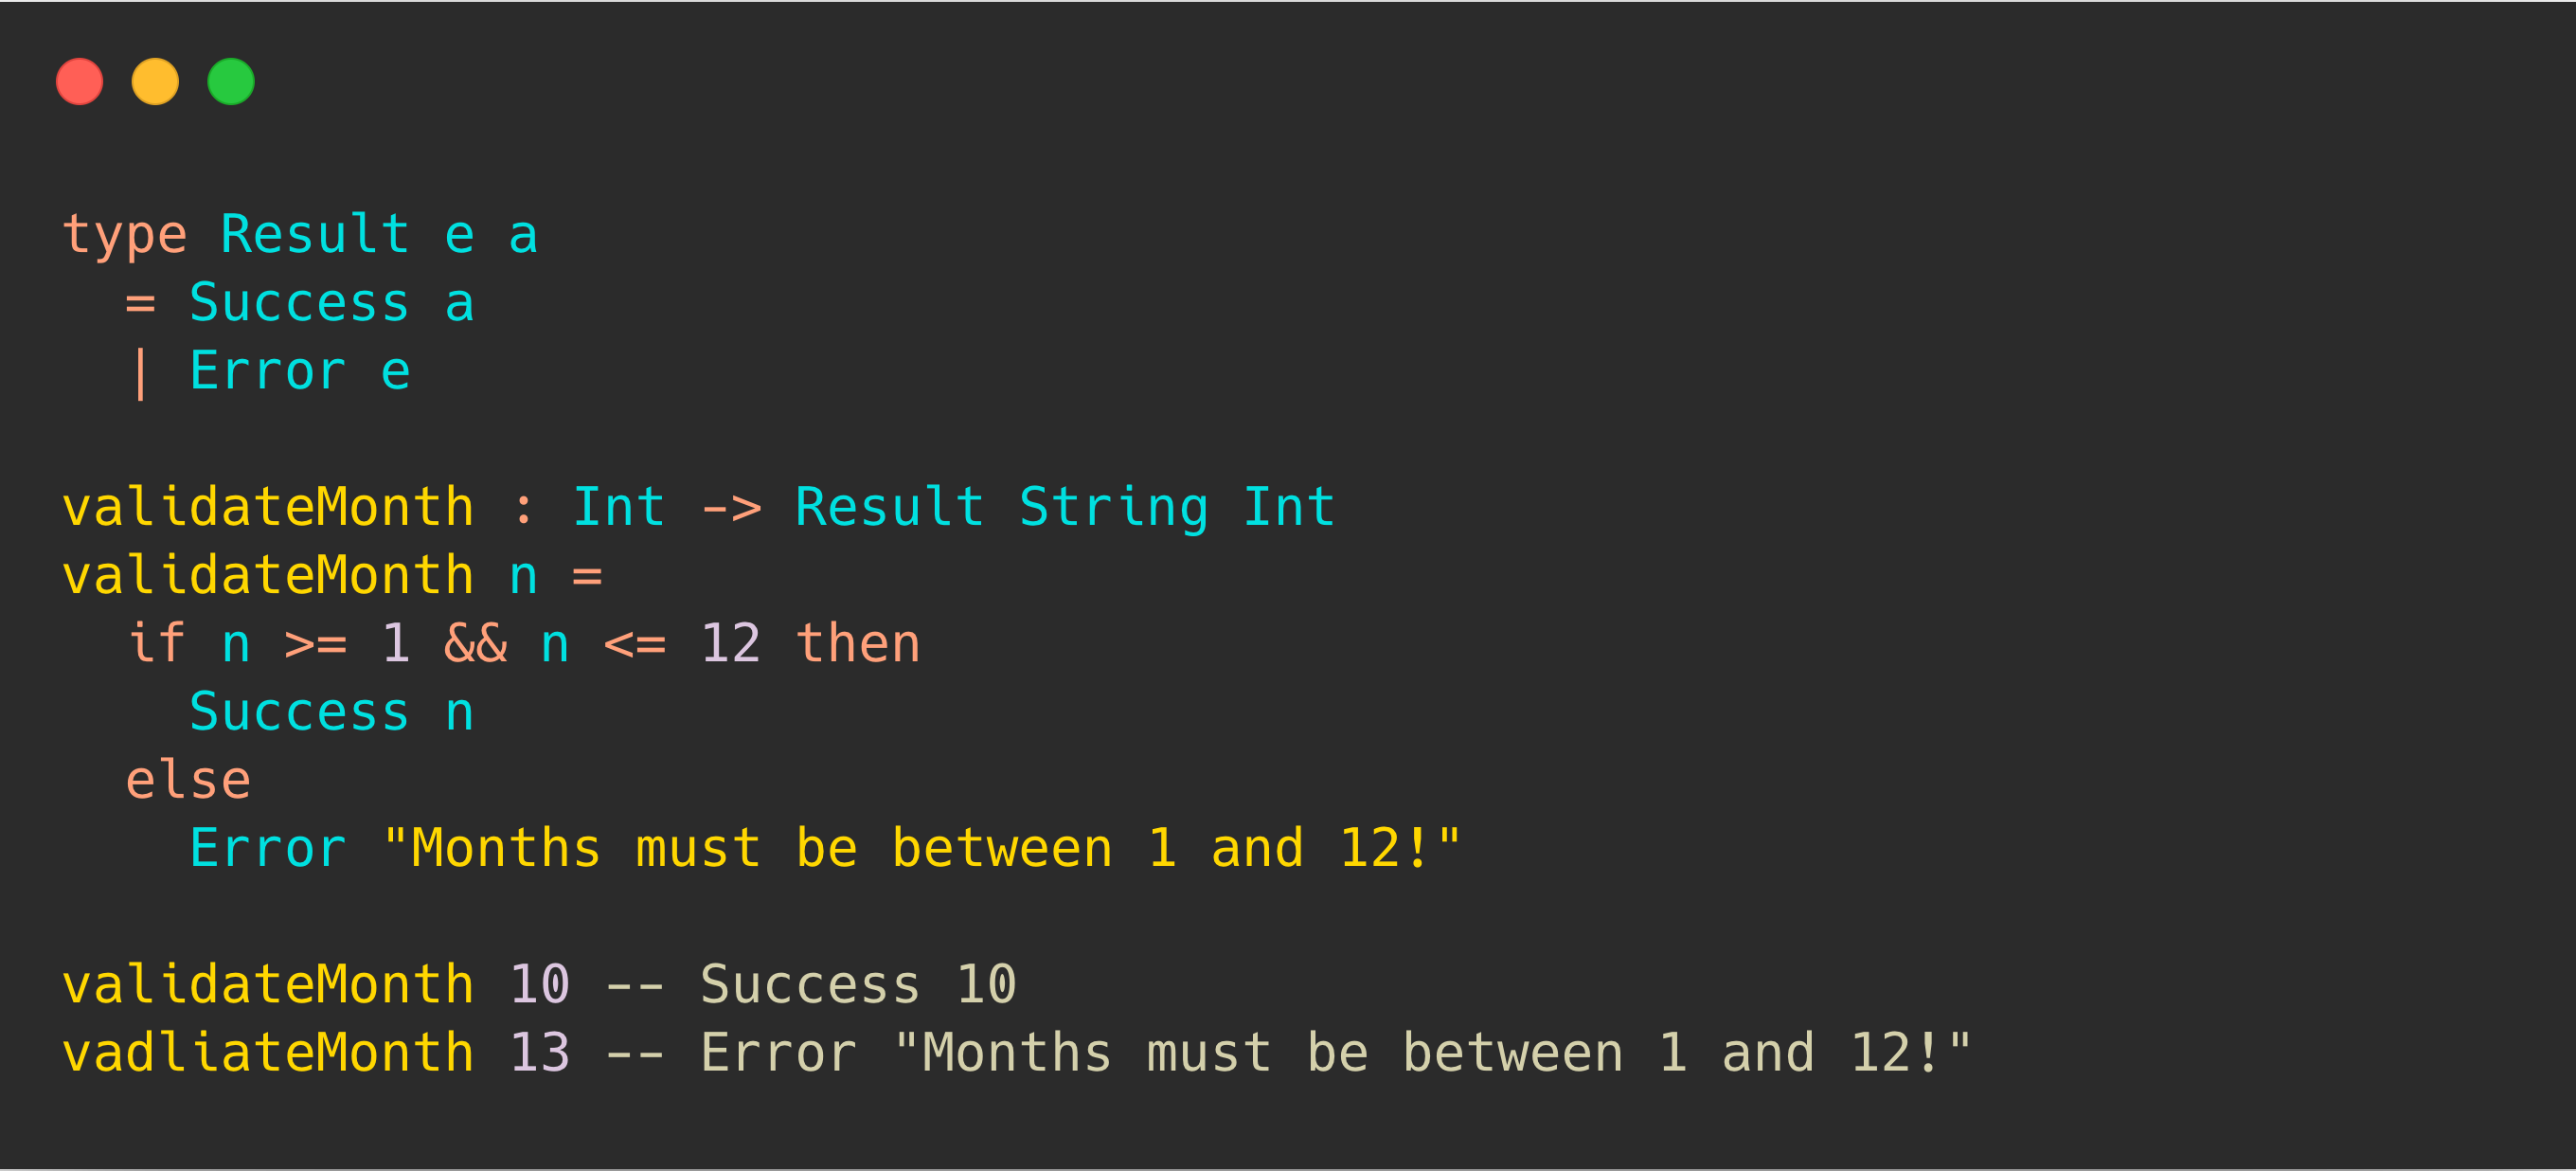 type Result e a
  = Success a
  | Error e
validateMonth : Int -> Result String Int
validateMonth n =
  if n >= 1 && n <= 12 then
    Success n
  else
    Error "Months must be between 1 and 12!"
validateMonth 10 -- Success 10
vadliateMonth 13 -- Error "Months must be between 1 and 12!"